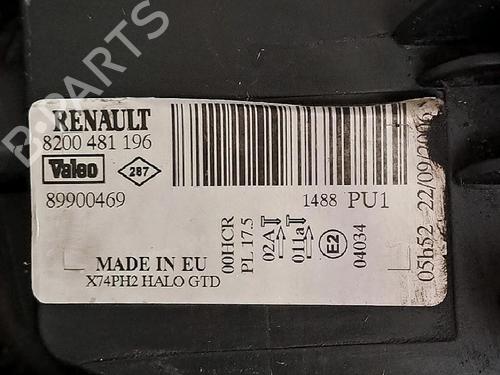 B-PARTS
RENAULT
8200 481 196
Valeo
287
89900469
1488 PU1
MADE IN EU
X74PH2 HALO GTD
00HCR
PL 17.5
02A
011a
E2
04034
05h52 22/09/2006